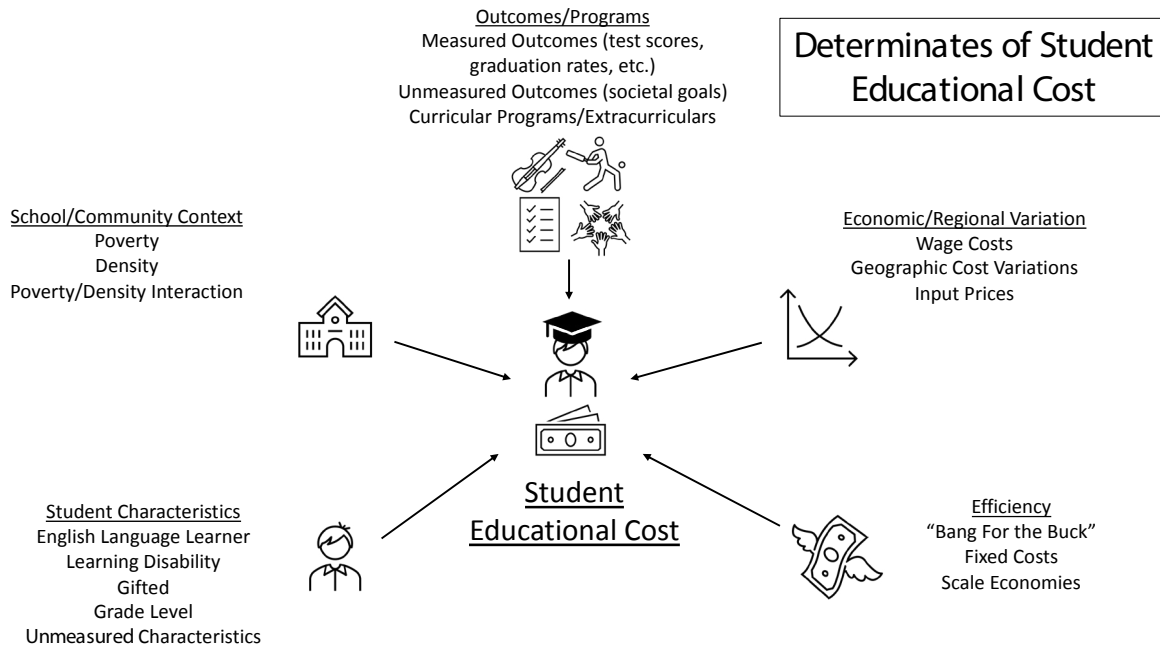 Outcomes/Programs
Measured Outcomes (test scores,
graduation rates, etc.)
Unmeasured Outcomes (societal goals)
Curricular Programs/Extracurriculars
Determinates of Student
Educational Cost
School/Community Context
Poverty
Density
Poverty/Density Interaction
Economic/Regional Variation
Wage Costs
Geographic Cost Variations
Input Prices
Student
Educational Cost
Student Characteristics
English Language Learner
Learning Disability
Gifted
Grade Level
Unmeasured Characteristics
Efficiency
“Bang For the Buck”
Fixed Costs
Scale Economies